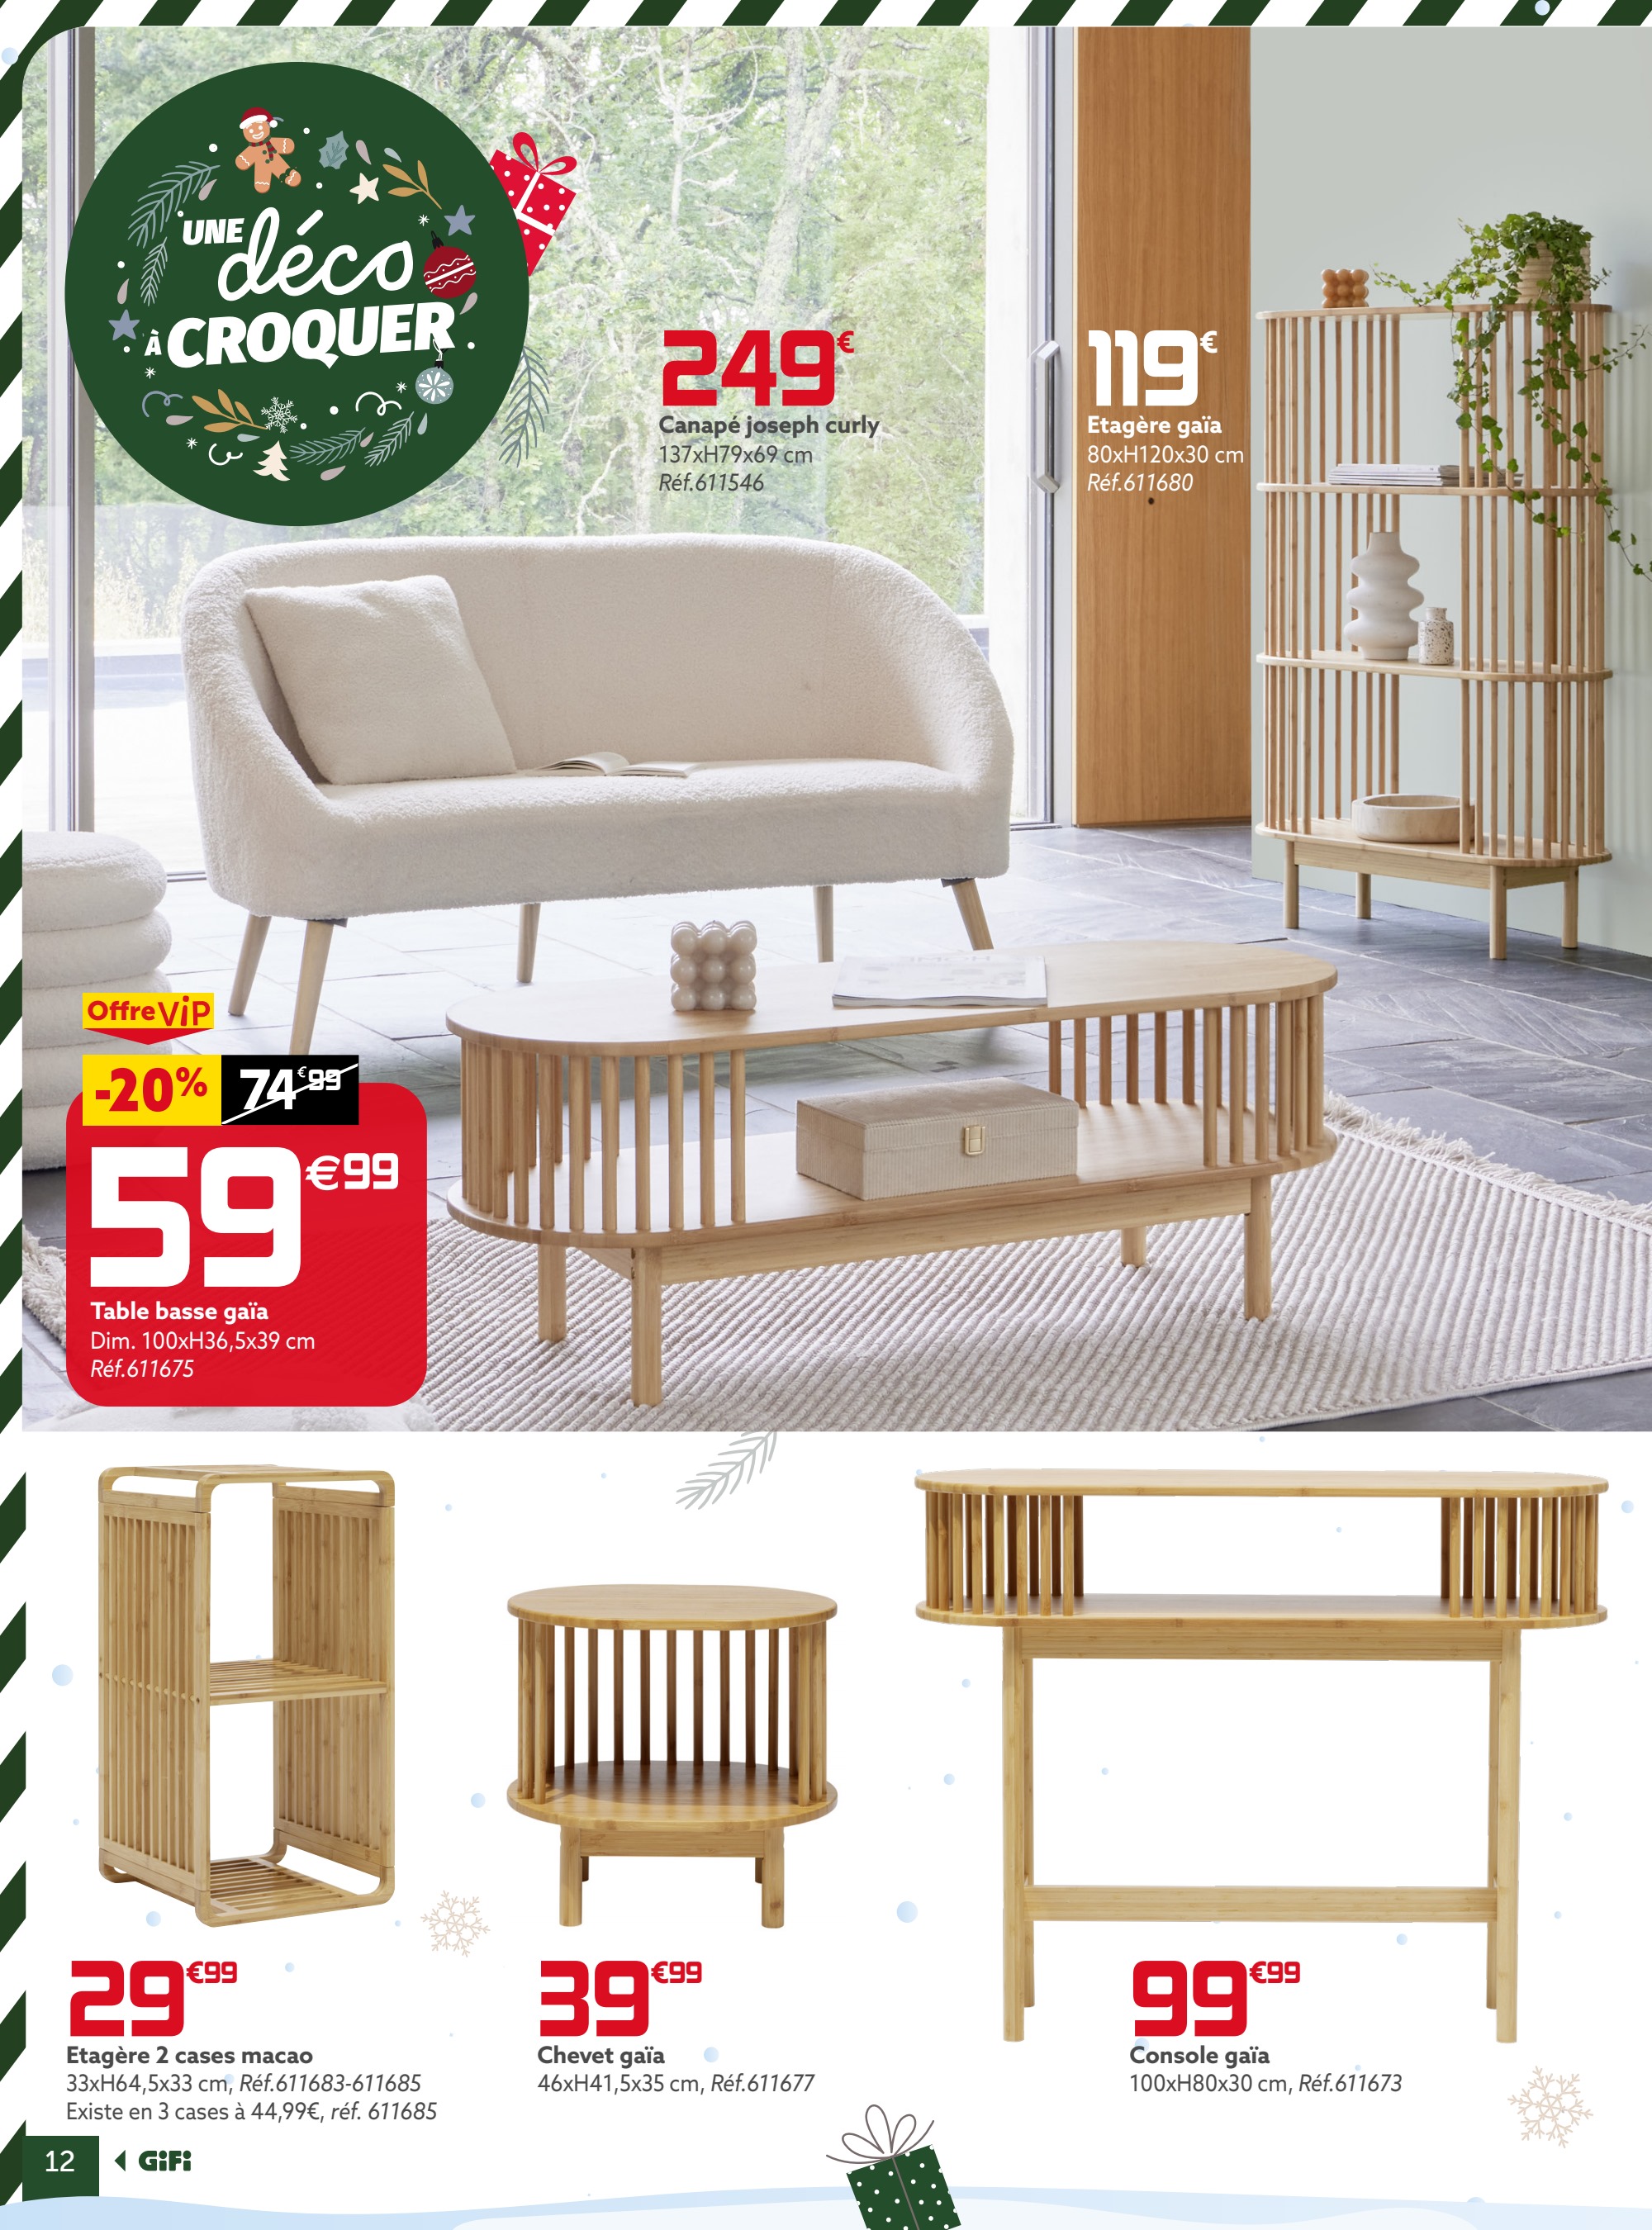 UNE
déco
À CROQUER
249€
Canapé joseph curly
137xH79x69 cm
Réf.611546
119€
Etagère gaïa
80xH120x30 cm
Réf.611680
Offre ViP
-20% 74€99
59€99
Table basse gaïa
Dim. 100xH36,5x39 cm
Réf.611675
29€99
Etagère 2 cases macao
33xH64,5x33 cm, Réf.611683-611685
Existe en 3 cases à 44,99€, réf. 611685
39€99
Chevet gaïa
46xH41,5x35 cm, Réf.611677
99€99
Console gaïa
100xH80x30 cm, Réf.611673
12 GiFi